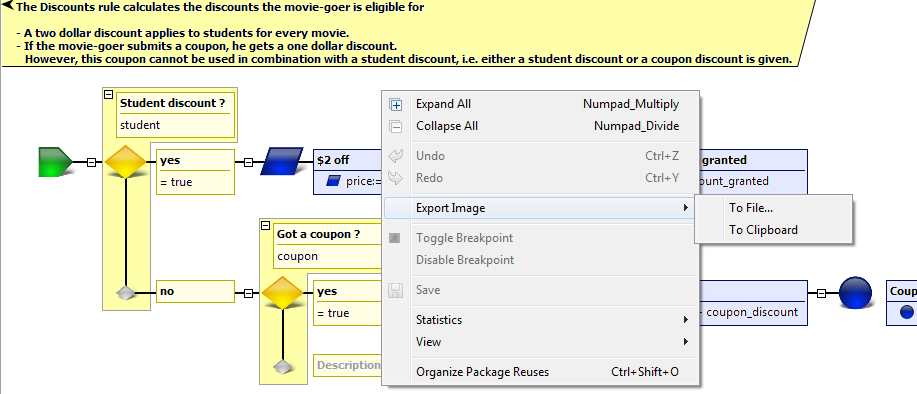 The Discounts rule calculates the discounts the movie-goer is eligible for
- A two dollar discount applies to students for every movie.
- If the movie-goer submits a coupon, he gets a one dollar discount.
However, this coupon cannot be used in combination with a student discount, i.e. either a student discount or a coupon discount is given.
Student discount ?
student
yes
= true
$2 off
price:=
granted
ount_granted
no
Got a coupon ?
coupon
yes
= true
Description
coupon_discount
Coup
Expand All Numpad_Multiply
Collapse All Numpad_Divide
Undo Ctrl+Z
Redo Ctrl+Y
Export Image
To File...
To Clipboard
Toggle Breakpoint
Disable Breakpoint
Save
Statistics
View
Organize Package Reuses Ctrl+Shift+O